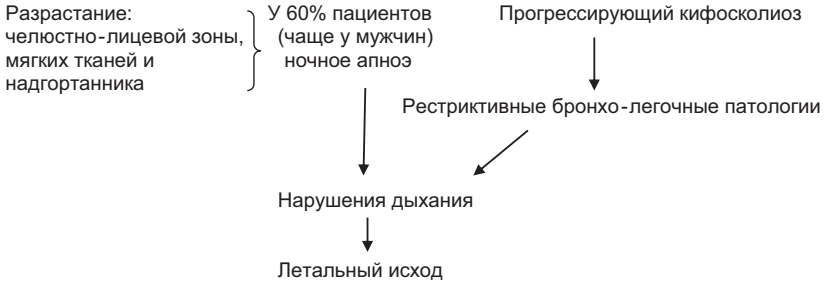 Разрастание:
челюстно-лицевой зоны,
мягких тканей и
надгортанника
У 60% пациентов
(чаще у мужчин)
ночное апноэ
Прогрессирующий кифосколиоз
Рестриктивные бронхо-легочные патологии
Нарушения дыхания
Летальный исход